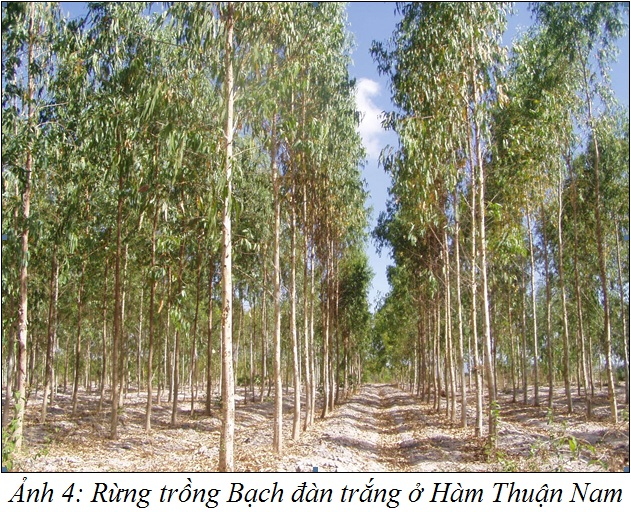 Ảnh 4: Rừng trồng Bạch đàn trắng ở Hàm Thuận Nam